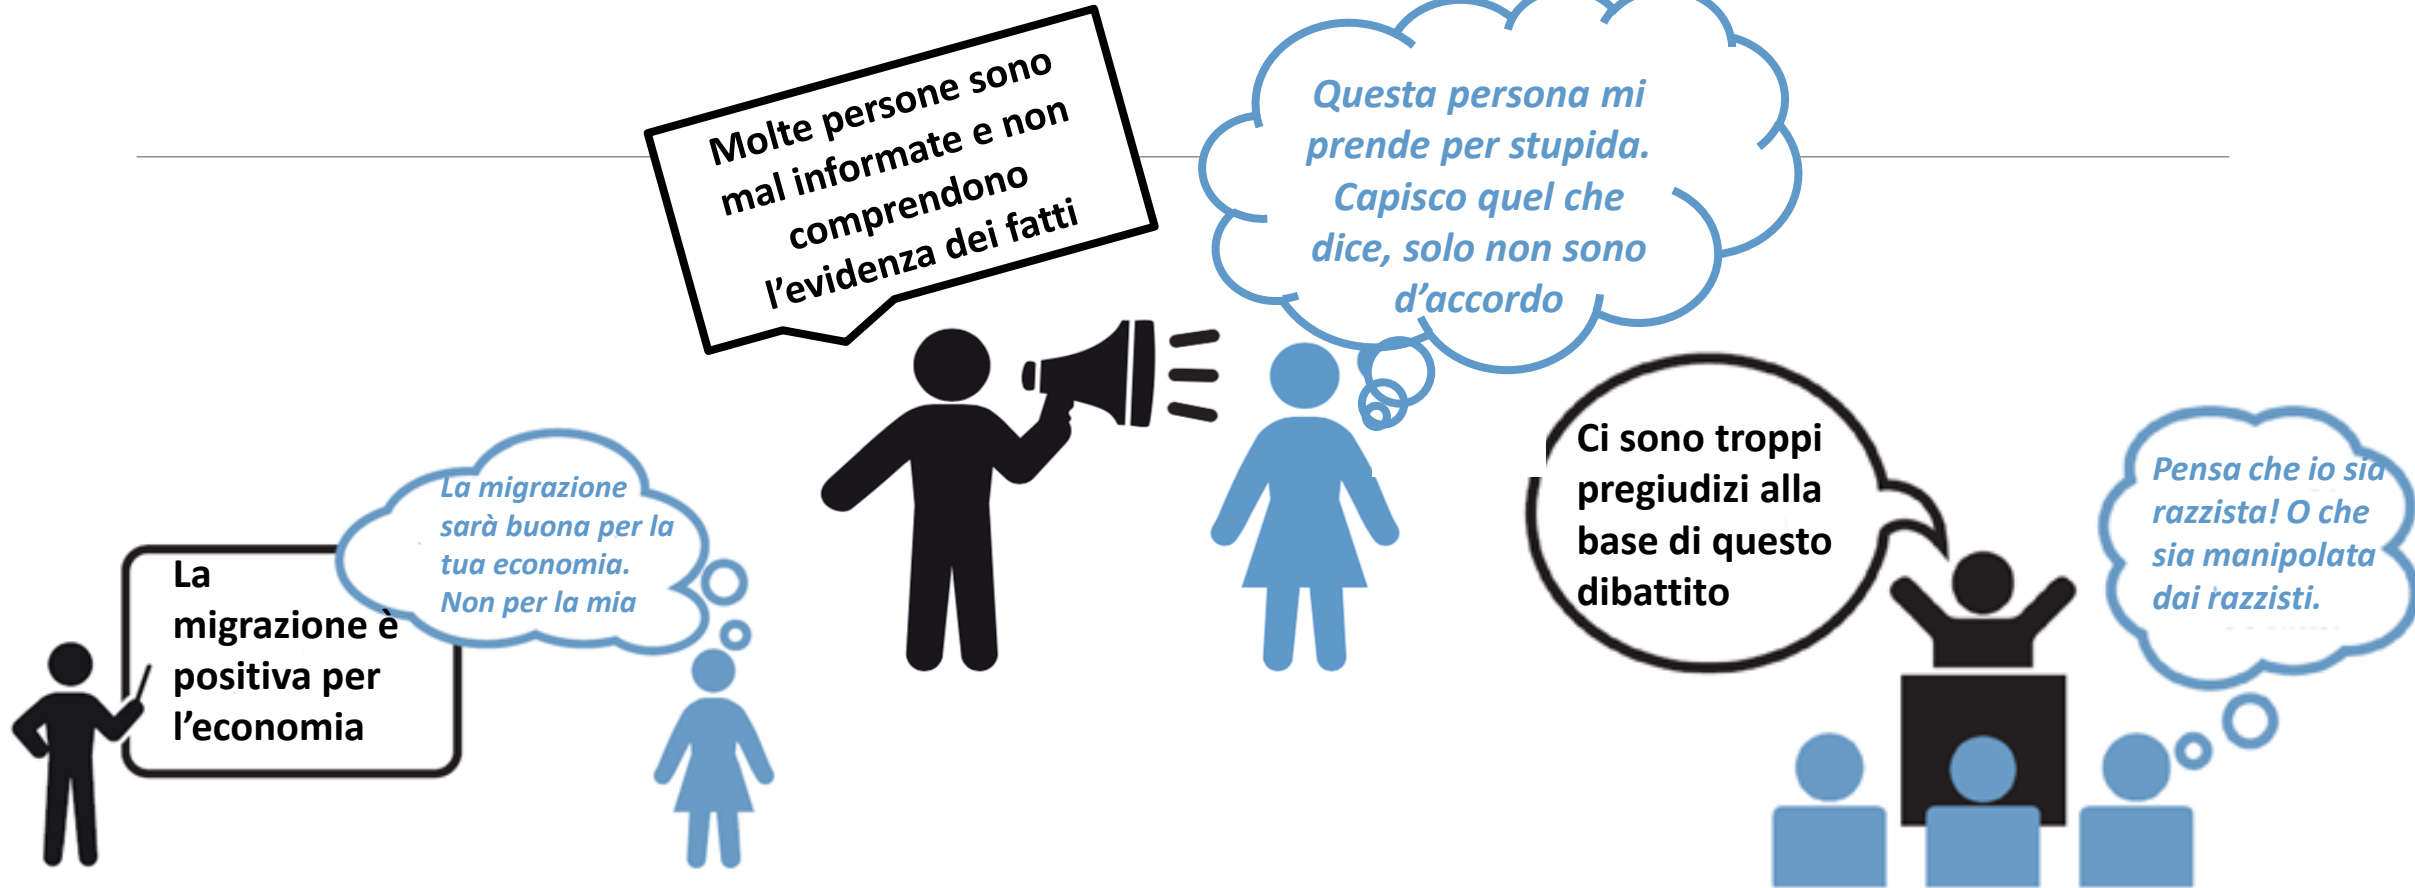 Molte persone sono
mal informate e non
comprendono
l’evidenza dei fatti
Questa persona mi
prende per stupida.
Capisco quel che
dice, solo non sono
d’accordo
La
migrazione è
positiva per
l’economia
La migrazione
sarà buona per la
tua economia.
Non per la mia
Ci sono troppi
pregiudizi alla
base di questo
dibattito
Pensa che io sia
razzista! O che
sia manipolata
dai razzisti.